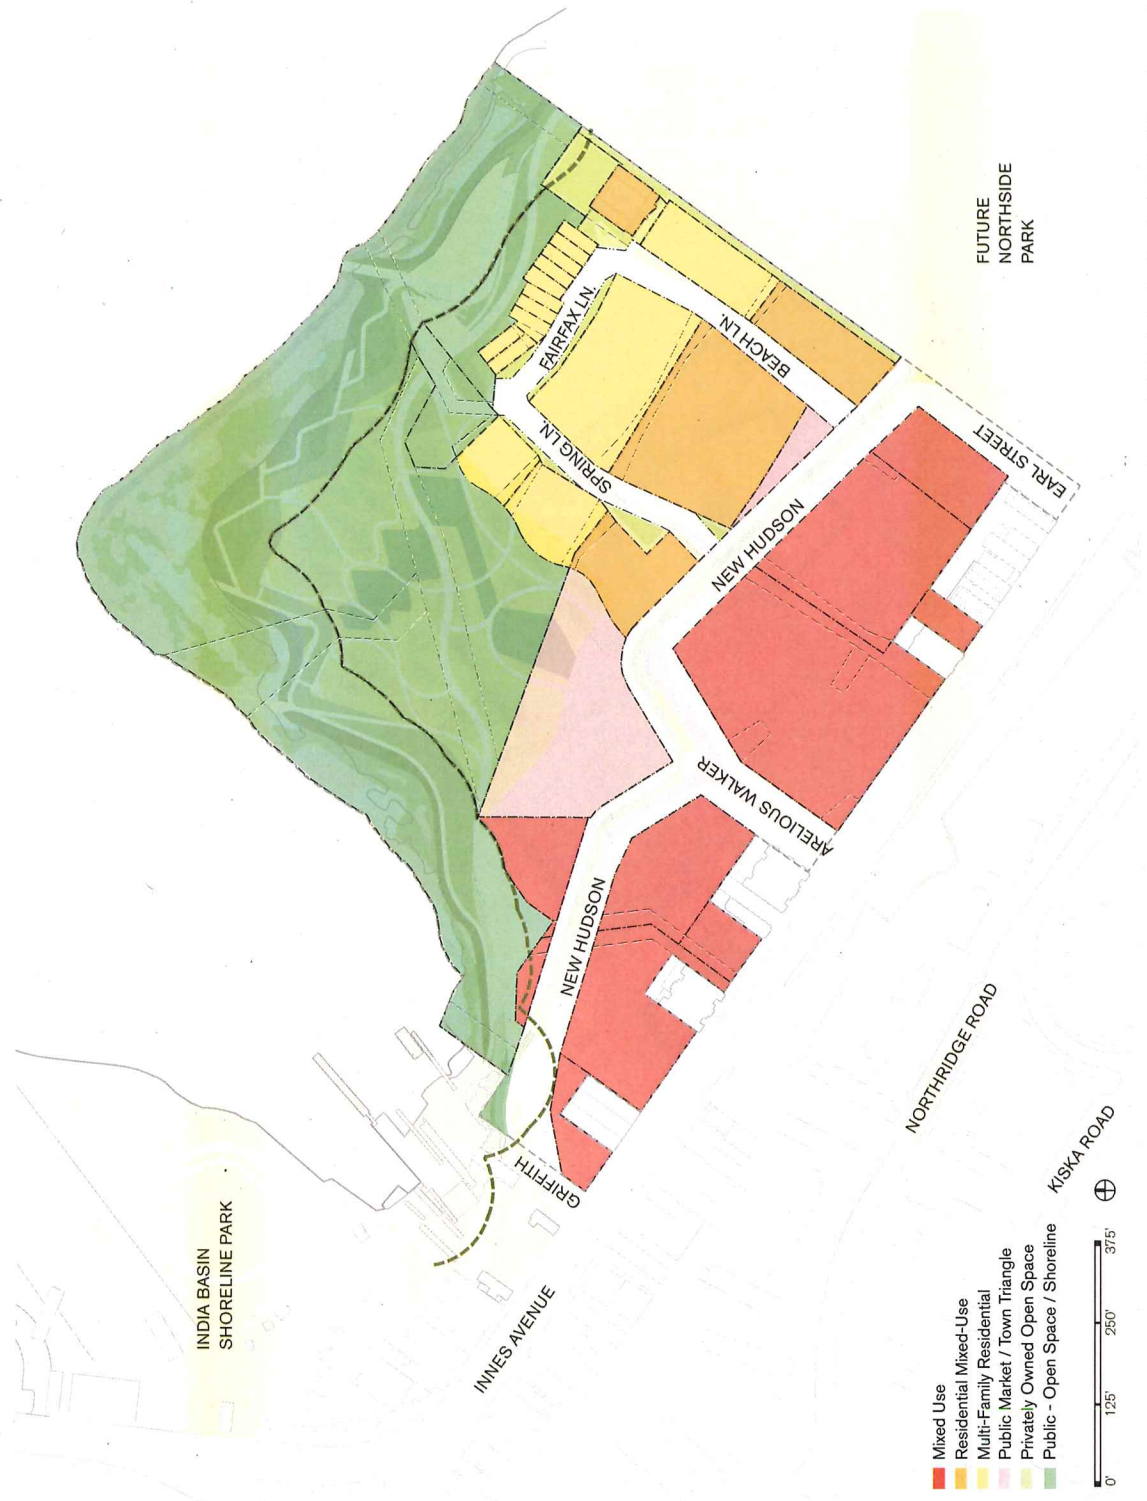 INDIA BASIN
SHORELINE PARK
FUTURE
NORTHSIDE
PARK
FAIRFAX LN.
BEACH LN.
SPRING LN.
NEW HUDSON
EARL STREET
ARELIOUS WALKER
NEW HUDSON
GRIFFITH
INNES AVENUE
NORTHRIDGE ROAD
KISKA ROAD
Mixed Use
Residential Mixed-Use
Multi-Family Residential
Public Market / Town Triangle
Privately Owned Open Space
Public - Open Space / Shoreline
0' 125' 250' 375'